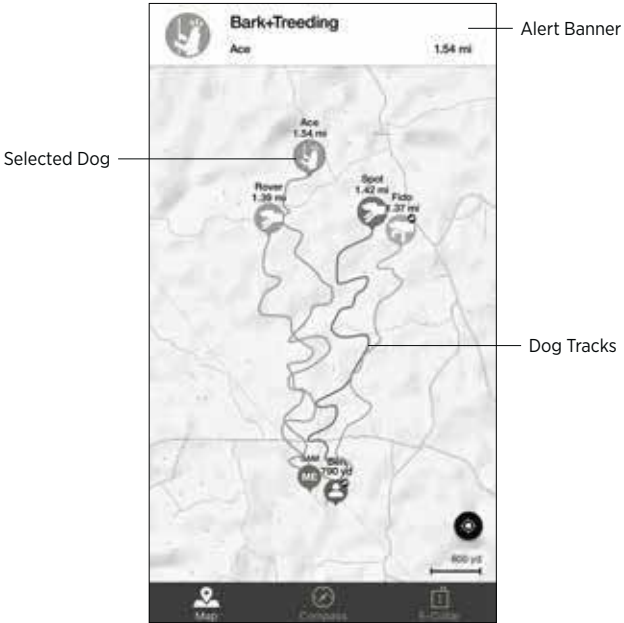 Bark+Treeding
Ace
1.54 mi
Alert Banner
Selected Dog
Ace
1.54 mi
Rover
1.39 mi
Spot
1.42 mi
Fido
1.37 mi
Dog Tracks
Ben
790 yd
ME
600 yd
Map
Compass
E-Collar